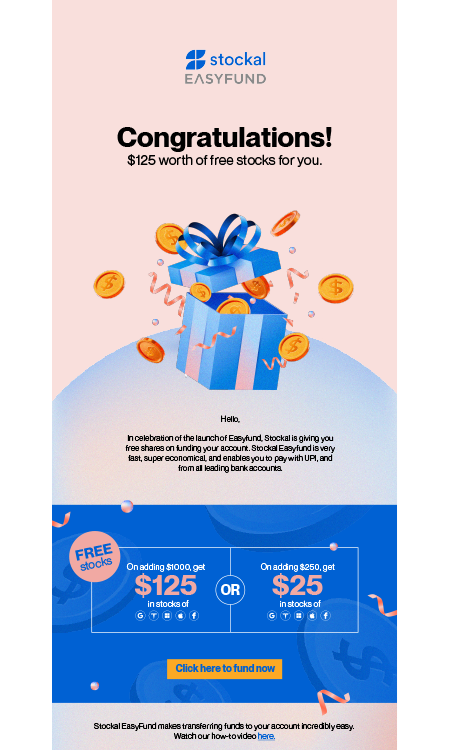 stockal
EASYFUND
Congratulations!
$125 worth of free stocks for you.
Hello,
In celebration of the launch of Easyfund, Stockal is giving you
free shares on funding your account. Stockal Easyfund is very
fast, super economical, and enables you to pay with UPI, and
from all leading bank accounts.
FREE
stocks
On adding $1000, get
$125
in stocks of
OR
On adding $250, get
$25
in stocks of
Click here to fund now
Stockal EasyFund makes transferring funds to your account incredibly easy.
Watch our how-to video here.